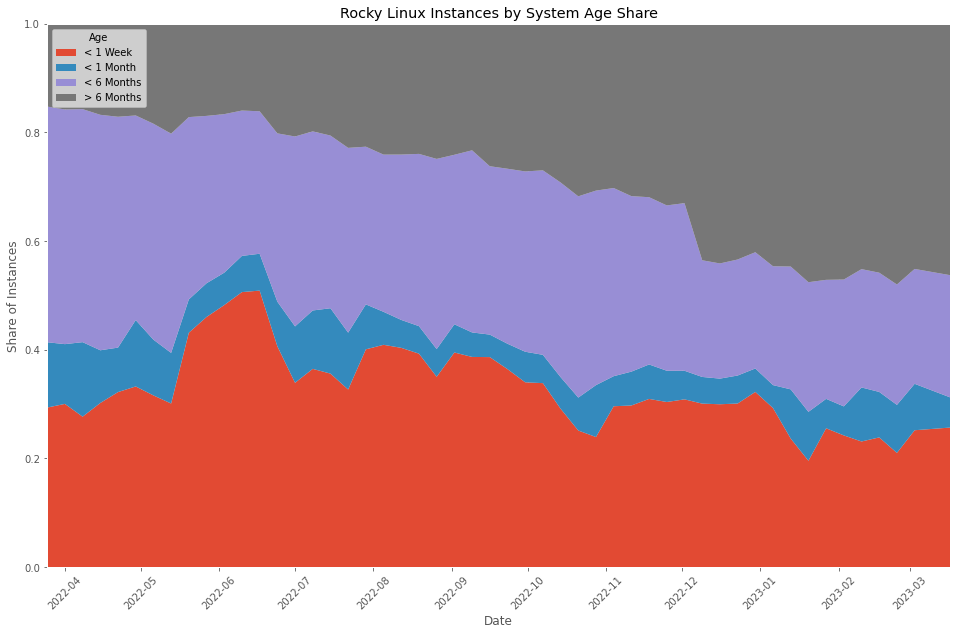 Rocky Linux Instances by System Age Share
Age
< 1 Week
< 1 Month
< 6 Months
> 6 Months
Share of Instances
1.0
0.8
0.6
0.4
0.2
0.0
2022-04
2022-05
2022-06
2022-07
2022-08
2022-09
2022-10
2022-11
2022-12
2023-01
2023-02
2023-03
Date